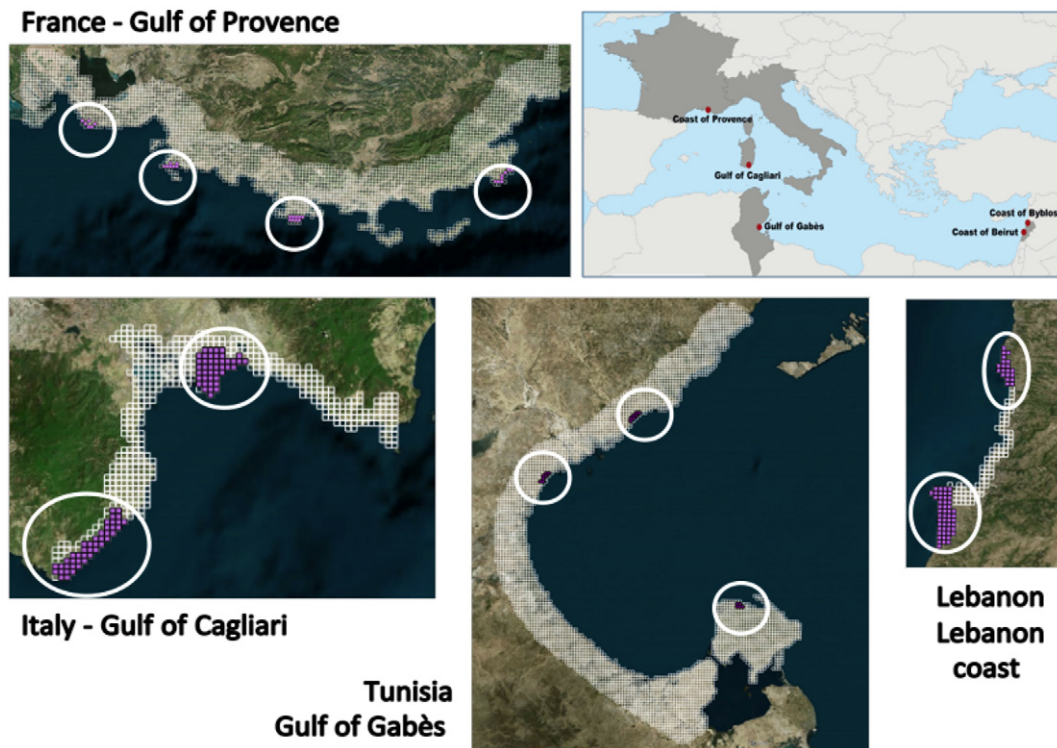 France - Gulf of Provence
Coast of Provence
Gulf of Cagliari
Gulf of Gabès
Coast of Byblos
Coast of Beirut
Italy - Gulf of Cagliari
Tunisia
Gulf of Gabès
Lebanon
Lebanon
coast